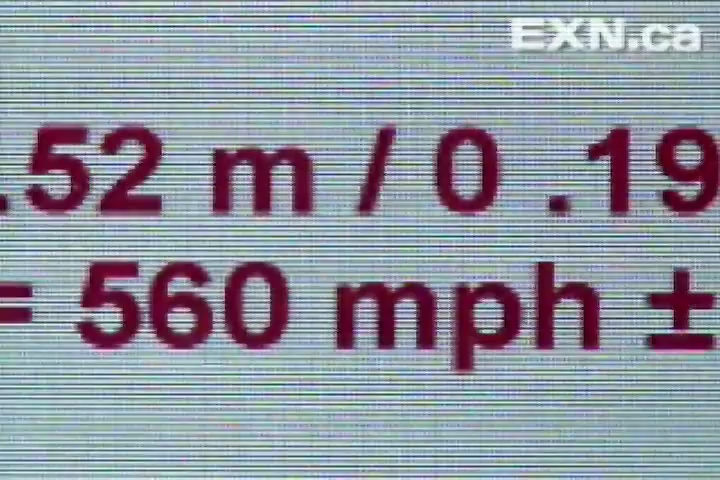 EXN.ca
.52 m / 0 .19
= 560 mph ±